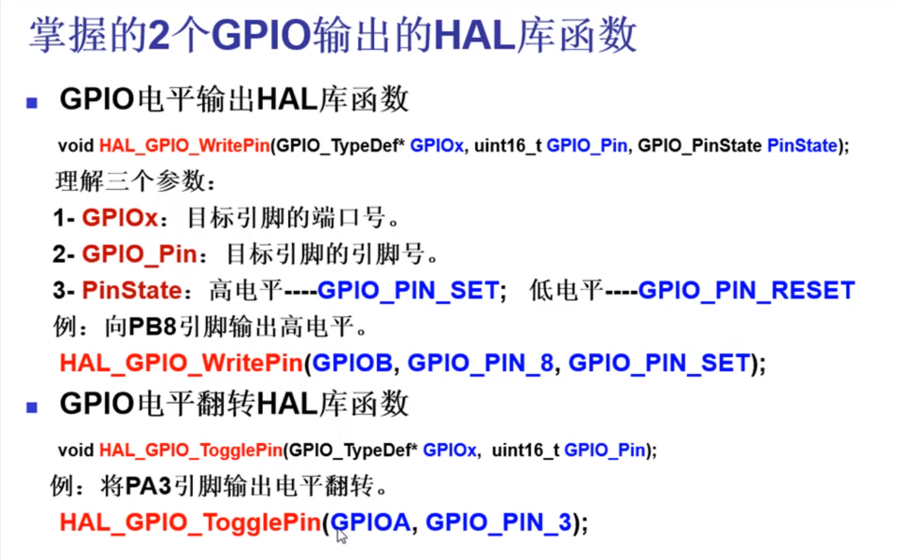 掌握的2个GPIO输出的HAL库函数
GPIO电平输出HAL库函数
void HAL_GPIO_WritePin(GPIO_TypeDef* GPIOx, uint16_t GPIO_Pin, GPIO_PinState PinState);
理解三个参数：
1- GPIOx：目标引脚的端口号。
2- GPIO_Pin：目标引脚的引脚号。
3- PinState：高电平----GPIO_PIN_SET； 低电平----GPIO_PIN_RESET
例：向PB8引脚输出高电平。
HAL_GPIO_WritePin(GPIOB, GPIO_PIN_8, GPIO_PIN_SET);
GPIO电平翻转HAL库函数
void HAL_GPIO_TogglePin(GPIO_TypeDef* GPIOx, uint16_t GPIO_Pin);
例：将PA3引脚输出电平翻转。
HAL_GPIO_TogglePin(GPIOA, GPIO_PIN_3);